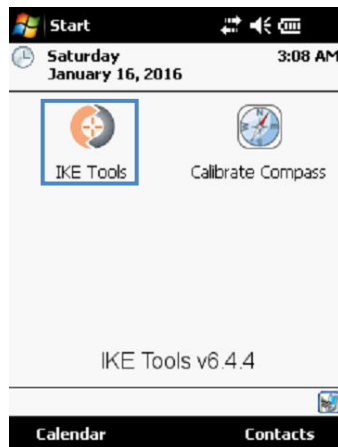 Start
Saturday
January 16, 2016
3:08 AM
IKE Tools
Calibrate Compass
IKE Tools v6.4.4
Calendar
Contacts